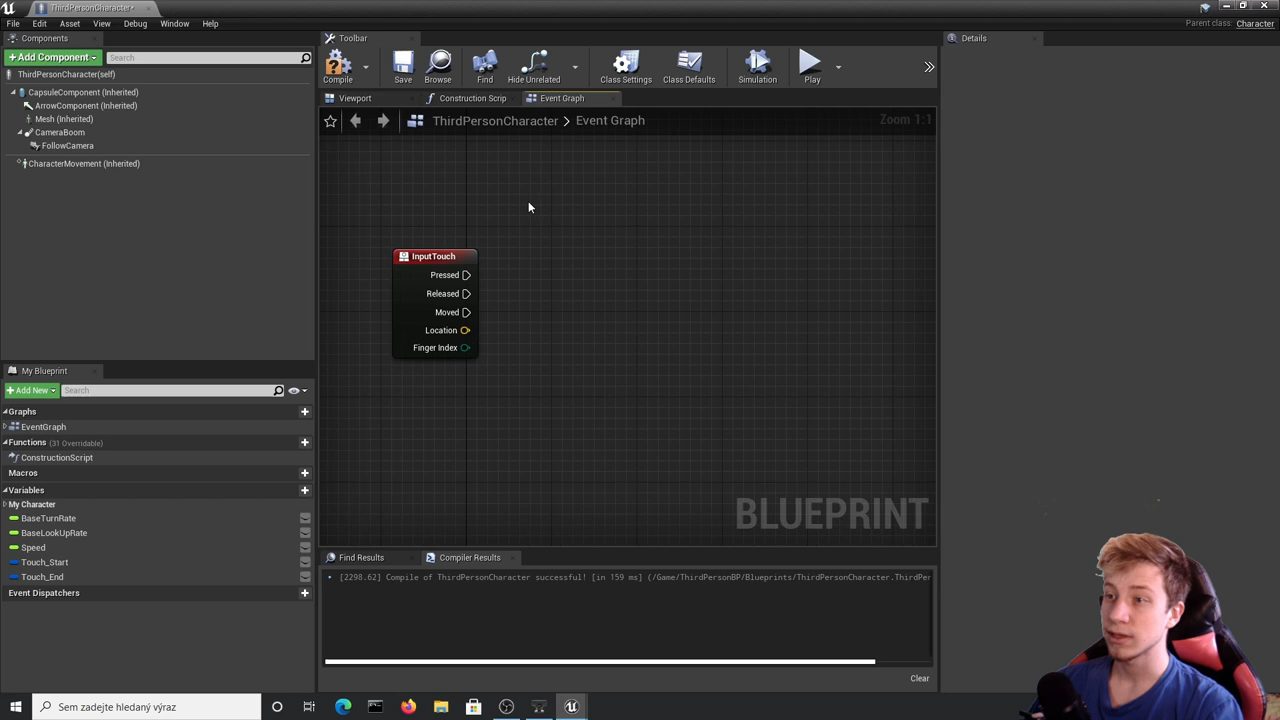 ThirdPersonCharacter*
File Edit Asset View Debug Window Help
Parent class: Character
Components
+Add Component
Search
ThirdPersonCharacter(self)
CapsuleComponent (Inherited)
ArrowComponent (Inherited)
Mesh (Inherited)
CameraBoom
FollowCamera
CharacterMovement (Inherited)
My Blueprint
+Add New
Search
Graphs
EventGraph
Functions (31 Overridable)
ConstructionScript
Macros
Variables
My Character
BaseTurnRate
BaseLookUpRate
Speed
Touch_Start
Touch_End
Event Dispatchers
Toolbar
Compile
Save
Browse
Find
Hide Unrelated
Class Settings
Class Defaults
Simulation
Play
Viewport
Construction Scrip
Event Graph
ThirdPersonCharacter > Event Graph
Zoom 1:1
InputTouch
Pressed
Released
Moved
Location
Finger Index
BLUEPRINT
Find Results
Compiler Results
[2298.62] Compile of ThirdPersonCharacter successful! [in 159 ms] (/Game/ThirdPersonBP/Blueprints/ThirdPersonCharacter.ThirdPer
Clear
Details
Sem zadejte hledaný výraz